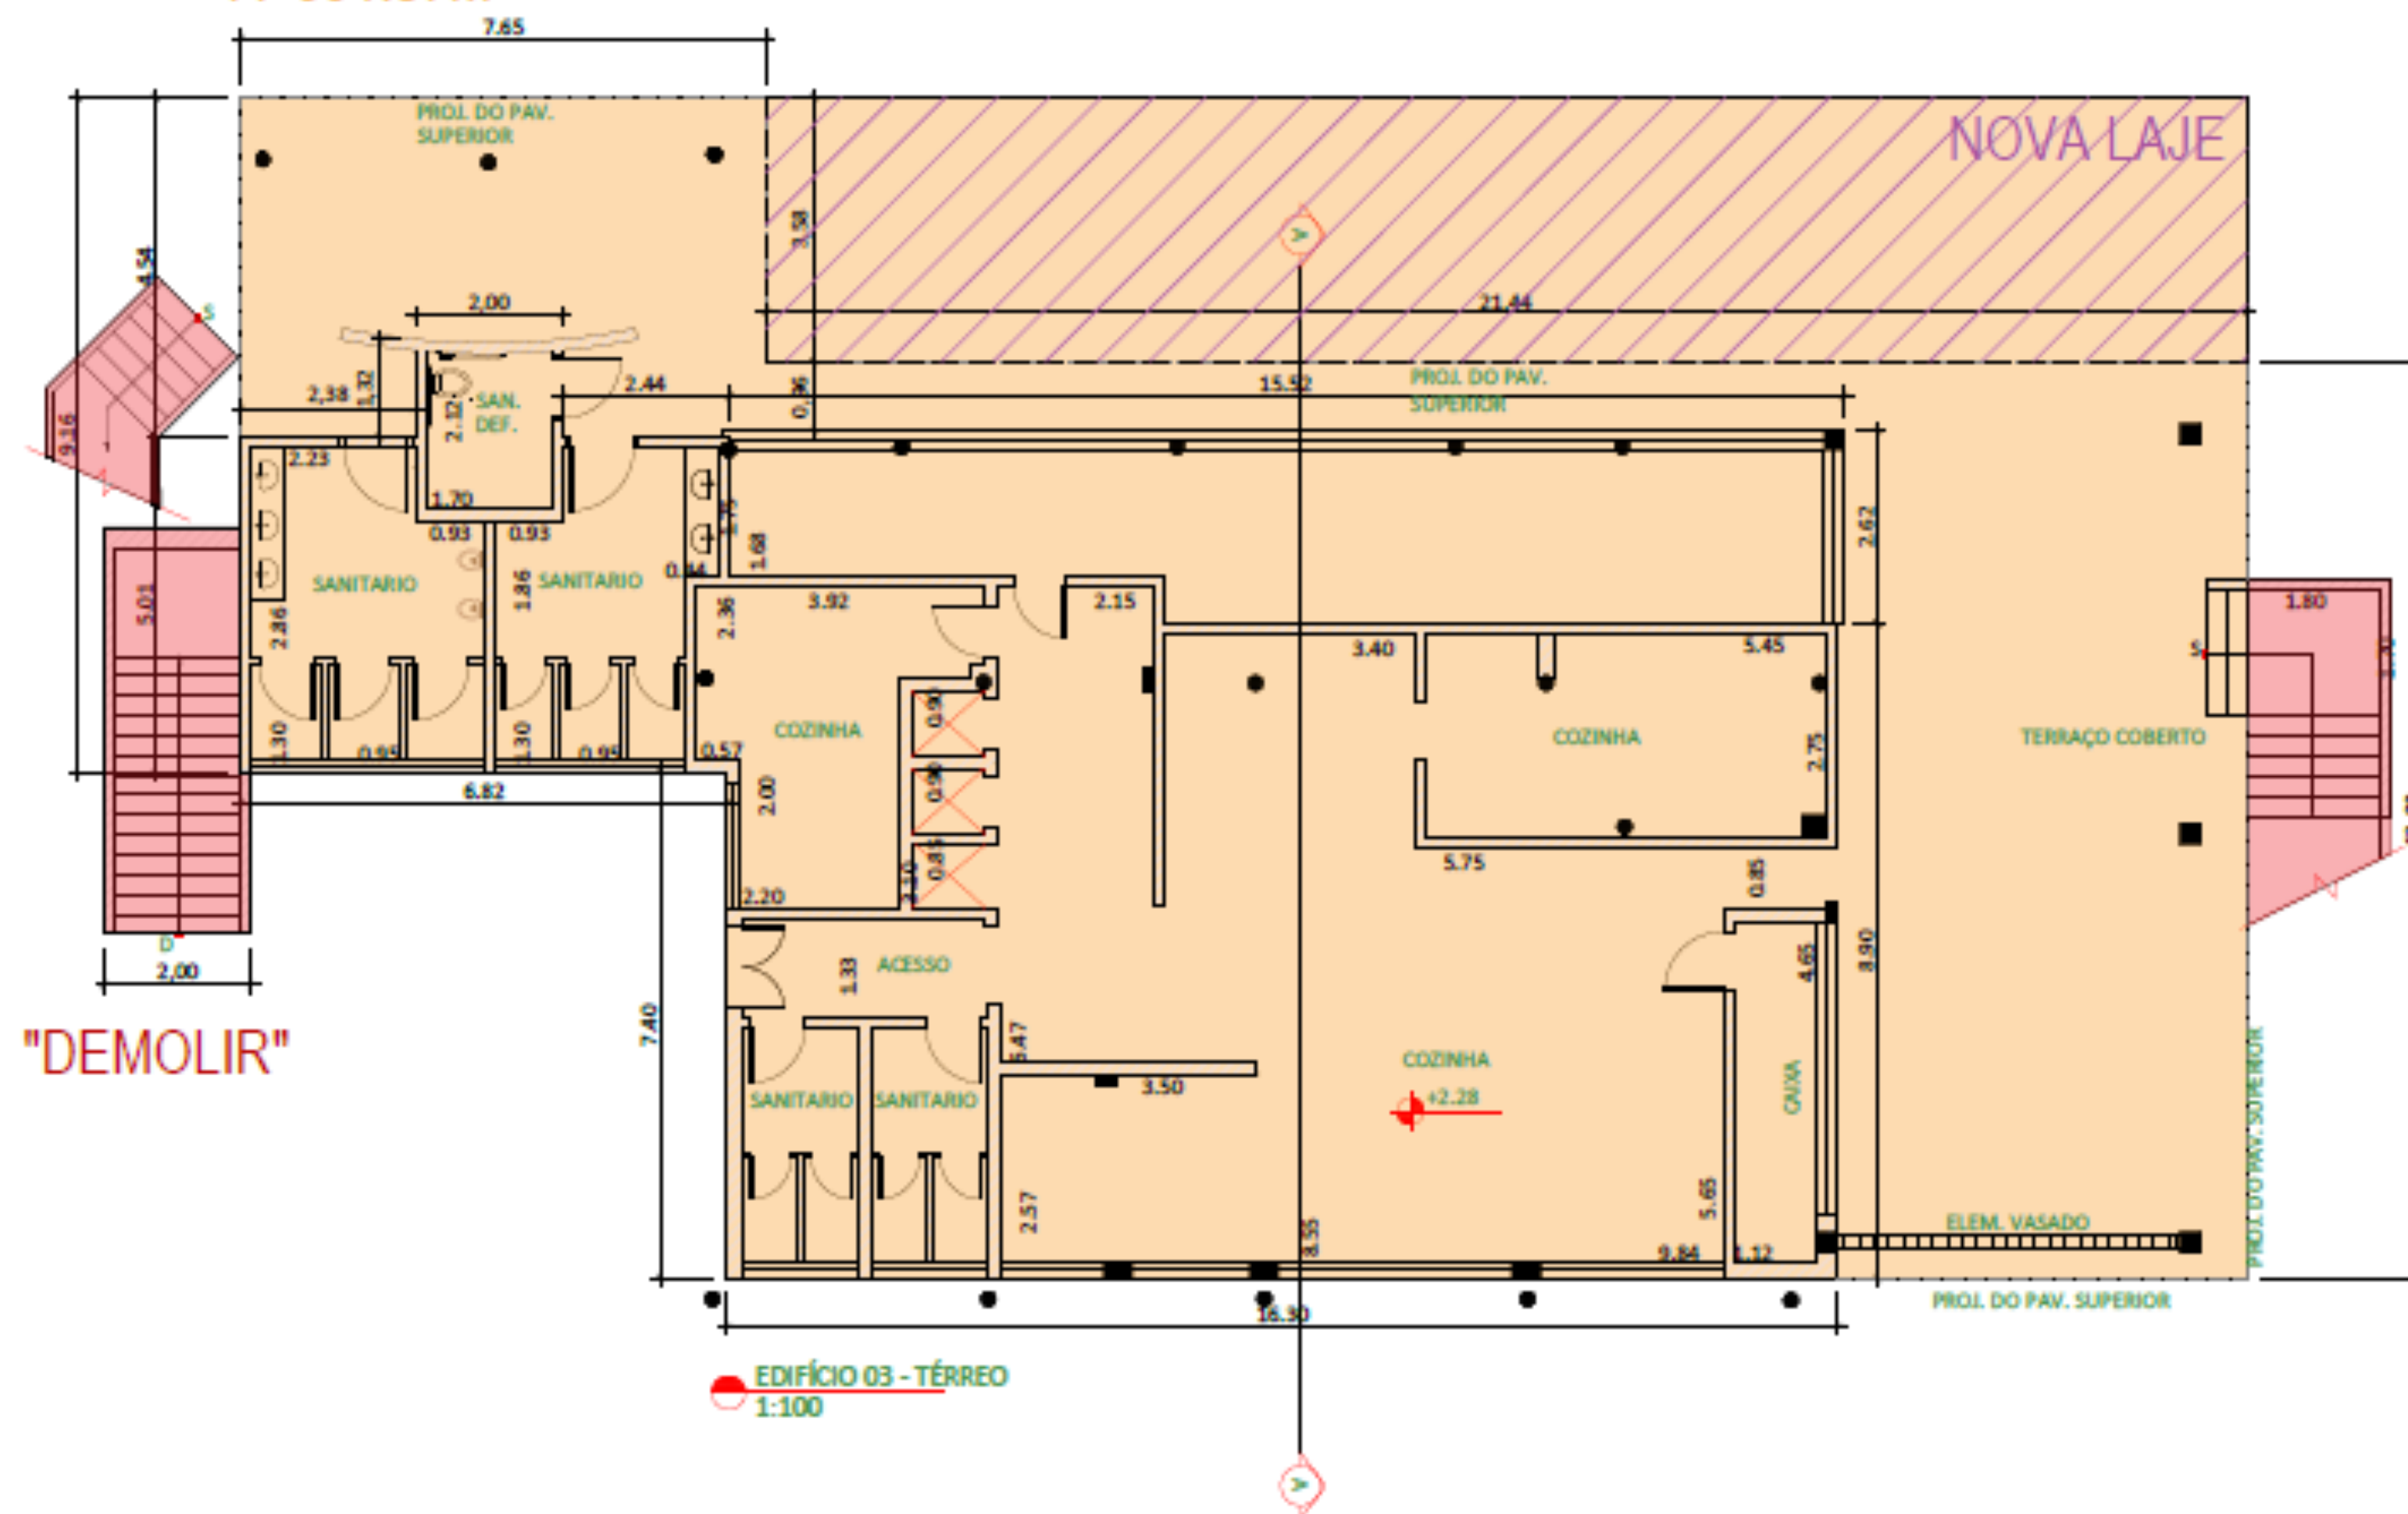 7.65
PROJ. DO PAV.
SUPERIOR
NOVA LAJE
3.58
4.54
S
2,00
21.44
2,38
1,32
2.12
SAN.
DEF.
2.44
15.52
PROJ. DO PAV.
SUPERIOR
9.16
2.23
1.70
0.93
0.93
1.68
2.62
5.01
SANITARIO
1.86
SANITARIO
0.44
2.86
2.36
3.92
2.15
3.40
5.45
1.80
S
COZINHA
0.90
COZINHA
2.75
TERRAÇO COBERTO
1.30
0.95
1.30
0.95
0.57
6.82
2.00
0.90
0.85
2.20
5.75
0.85
D
2,00
1.33
ACESSO
4.65
8.90
"DEMOLIR"
7.40
COZINHA
+2.28
CAIXA
3.50
SANITARIO
SANITARIO
2.57
8.55
5.65
9.84
1.12
ELEM. VASADO
PROJ. DO PAV. SUPERIOR
PROJ. DO PAV. SUPERIOR
16.30
EDIFÍCIO 03 - TÉRREO
1:100
A
A